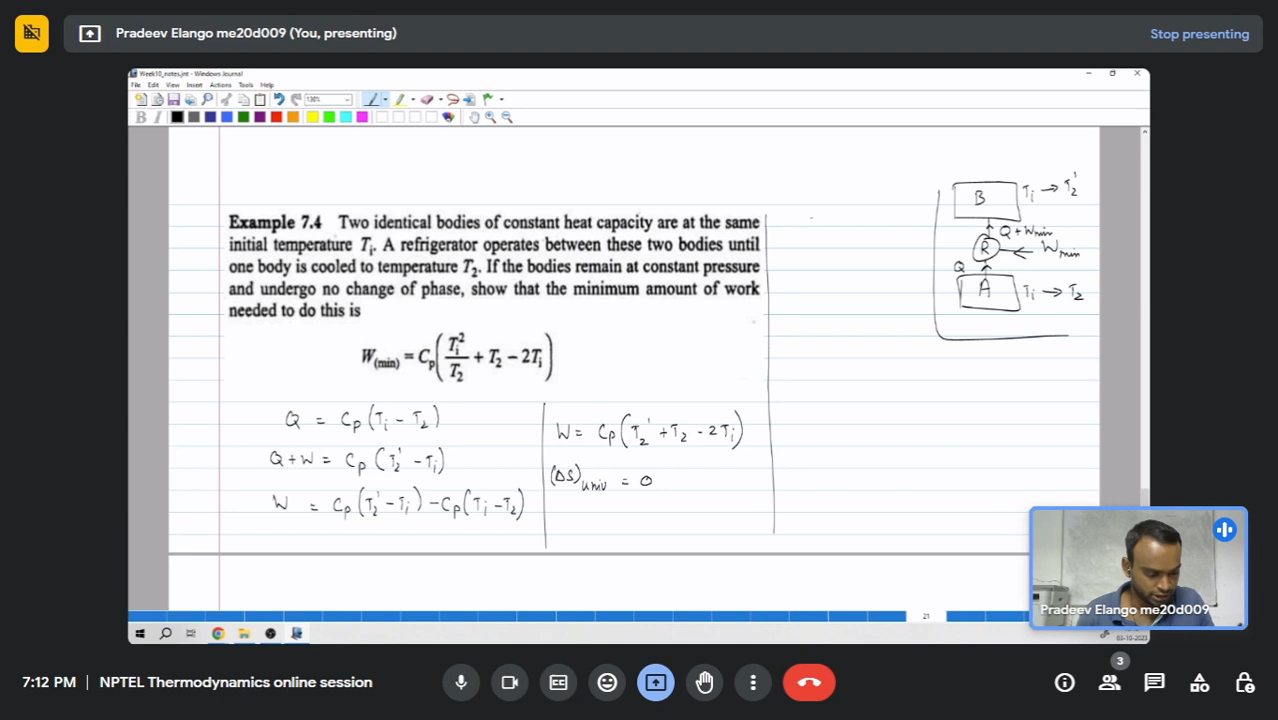 Pradeev Elango me20d009 (You, presenting)
Stop presenting
Week10_notes.jnt - Windows Journal
File Edit View Insert Actions Tools Help
130%
B I
Example 7.4 Two identical bodies of constant heat capacity are at the same
initial temperature Tᵢ. A refrigerator operates between these two bodies until
one body is cooled to temperature T₂. If the bodies remain at constant pressure
and undergo no change of phase, show that the minimum amount of work
needed to do this is
W(min) = Cp(Tᵢ²/T₂ + T₂ − 2Tᵢ)
Q = Cp(Tᵢ − T₂)
Q + W = Cp(T₂' − Tᵢ)
W = Cp(T₂' − Tᵢ) − Cp(Tᵢ − T₂)
W = Cp(T₂' + T₂ − 2Tᵢ)
(ΔS)univ = 0
B Tᵢ → T₂'
Q + Wmin
R Wmin
Q
A Tᵢ → T₂
21
03-10-2023
Pradeev Elango me20d009
7:12 PM | NPTEL Thermodynamics online session
3